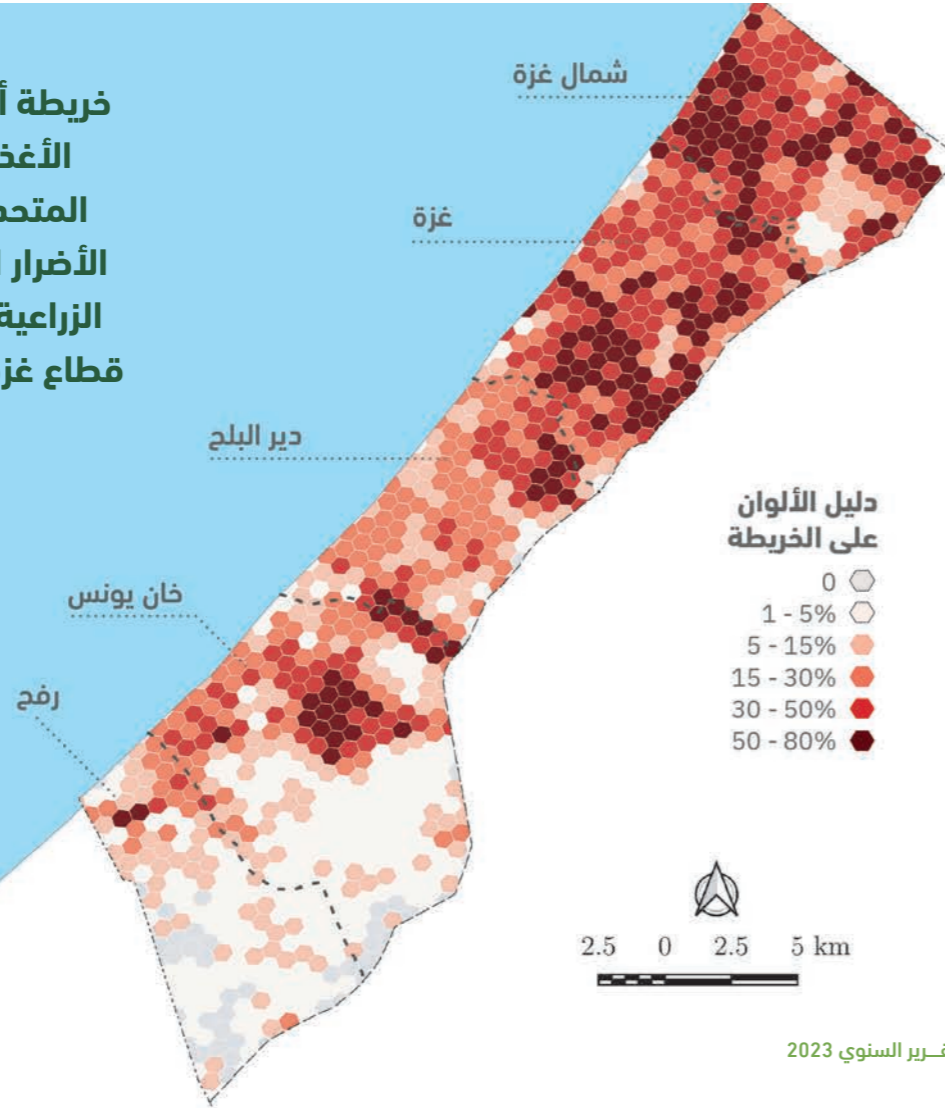 خريطة
المتحد
الأضرار
الزراعية
قطاع غز
شمال غزة
غزة
دير البلح
خان يونس
رفح
دليل الألوان
على الخريطة
0
1 - 5%
5 - 15%
15 - 30%
30 - 50%
50 - 80%
2.5 0 2.5 5 km
السنوي 2023